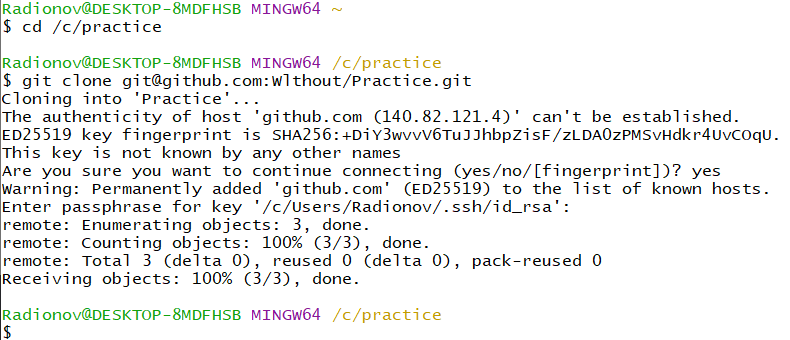 Radionov@DESKTOP-8MDFHSB MINGW64 ~
$ cd /c/practice
Radionov@DESKTOP-8MDFHSB MINGW64 /c/practice
$ git clone git@github.com:Wlthout/Practice.git
Cloning into 'Practice'...
The authenticity of host 'github.com (140.82.121.4)' can't be established.
ED25519 key fingerprint is SHA256:+DiY3wvvV6TuJJhbpZisF/zLDA0zPMSvHdkr4UvCOqU.
This key is not known by any other names
Are you sure you want to continue connecting (yes/no/[fingerprint])? yes
Warning: Permanently added 'github.com' (ED25519) to the list of known hosts.
Enter passphrase for key '/c/Users/Radionov/.ssh/id_rsa':
remote: Enumerating objects: 3, done.
remote: Counting objects: 100% (3/3), done.
remote: Total 3 (delta 0), reused 0 (delta 0), pack-reused 0
Receiving objects: 100% (3/3), done.
Radionov@DESKTOP-8MDFHSB MINGW64 /c/practice
$